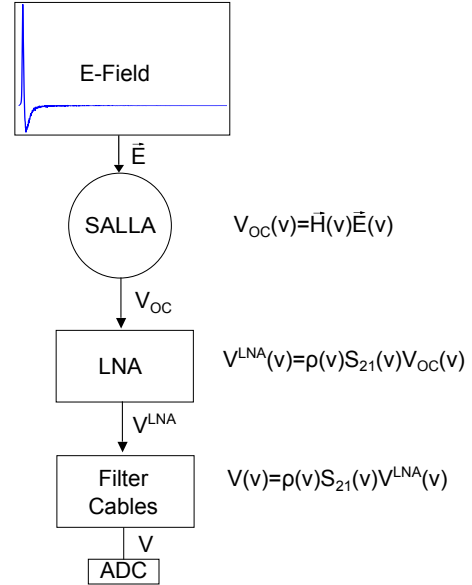 E-Field
E⃗
SALLA
V_OC(v)=H⃗(v)E⃗(v)
V_OC
LNA
V^LNA(v)=ρ(v)S_21(v)V_OC(v)
V^LNA
Filter
Cables
V(v)=ρ(v)S_21(v)V^LNA(v)
V
ADC